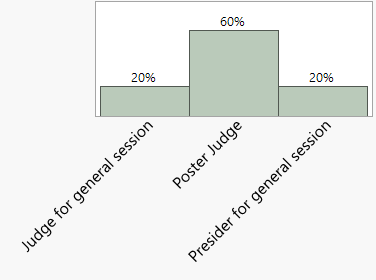 60%
20%
20%
Judge for general session
Poster Judge
Presider for general session